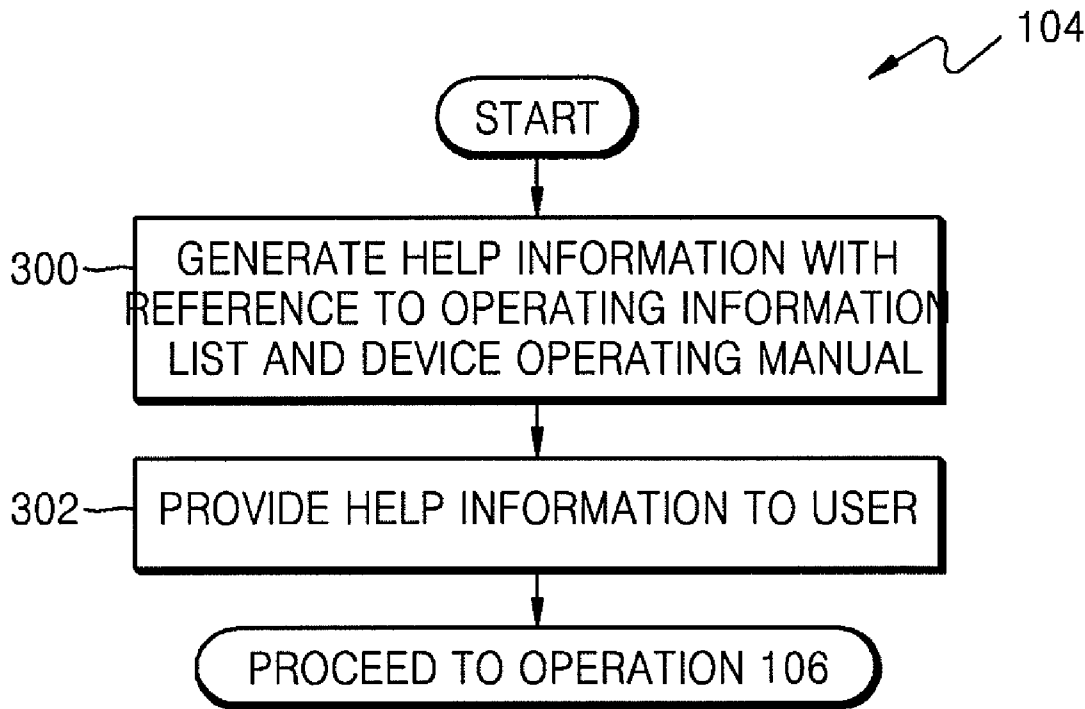 104
START
300
GENERATE HELP INFORMATION WITH
REFERENCE TO OPERATING INFORMATION
LIST AND DEVICE OPERATING MANUAL
302
PROVIDE HELP INFORMATION TO USER
PROCEED TO OPERATION 106